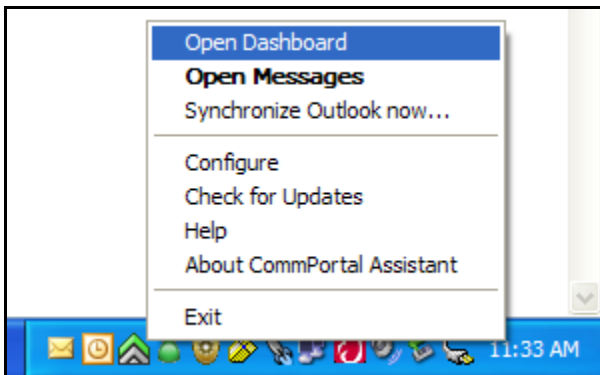 Open Dashboard
Open Messages
Synchronize Outlook now...
Configure
Check for Updates
Help
About CommPortal Assistant
Exit
11:33 AM